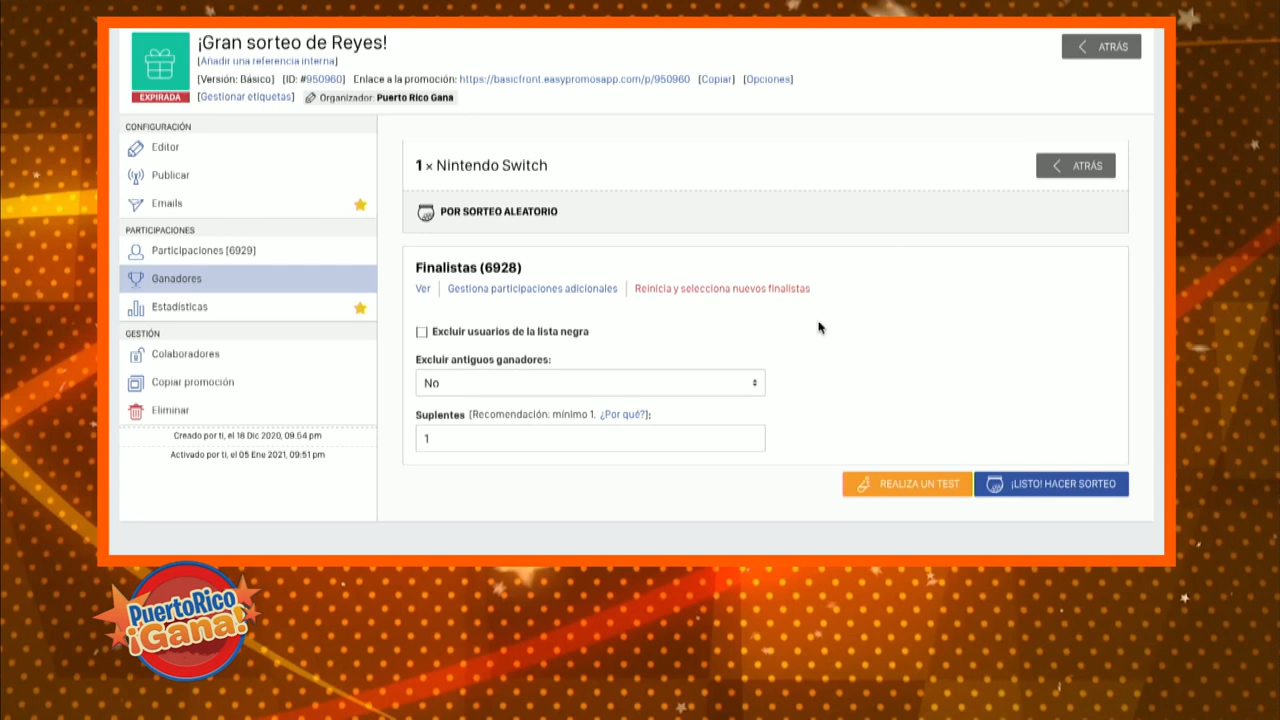 ¡Gran sorteo de Reyes!
[Añadir una referencia interna]
[Versión: Básico] [ID: #950960] Enlace a la promoción: https://basicfront.easypromosapp.com/p/950960 [Copiar] [Opciones]
EXPIRADA
[Gestionar etiquetas] Organizador: Puerto Rico Gana
ATRÁS
CONFIGURACIÓN
Editor
Publicar
Emails
PARTICIPACIONES
Participaciones [6929]
Ganadores
Estadísticas
GESTIÓN
Colaboradores
Copiar promoción
Eliminar
Creado por ti, el 18 Dic 2020, 09:54 pm
Activado por ti, el 05 Ene 2021, 09:51 pm
1 × Nintendo Switch
ATRÁS
POR SORTEO ALEATORIO
Finalistas (6928)
Ver | Gestiona participaciones adicionales | Reinicia y selecciona nuevos finalistas
Excluir usuarios de la lista negra
Excluir antiguos ganadores:
No
Suplentes [Recomendación: mínimo 1. ¿Por qué?]:
1
REALIZA UN TEST
¡LISTO! HACER SORTEO
PuertoRico
¡Gana!